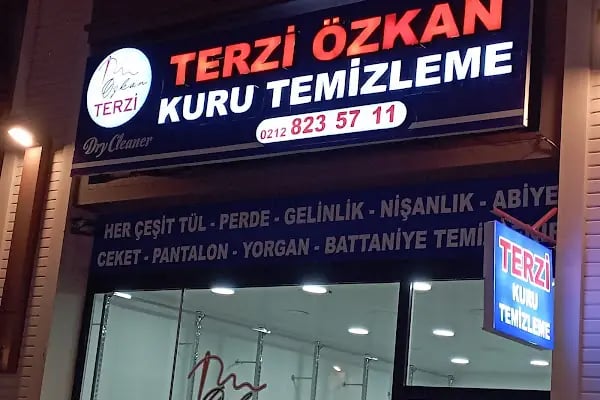 TERZİ ÖZKAN
KURU TEMİZLEME
0212 823 57 11
Özkan
TERZİ
Dry Cleaner
HER ÇEŞİT TÜL - PERDE - GELİNLİK - NİŞANLIK - ABİYE
CEKET - PANTALON - YORGAN - BATTANİYE
TERZİ
KURU
TEMİZLEME